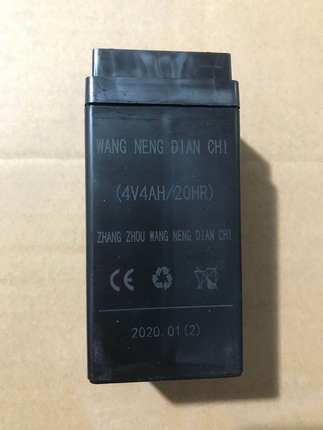 WANG NENG DIAN CHI
(4V4AH/20HR)
ZHANG ZHOU WANG NENG DIAN CHI
CE
2020.01(2)